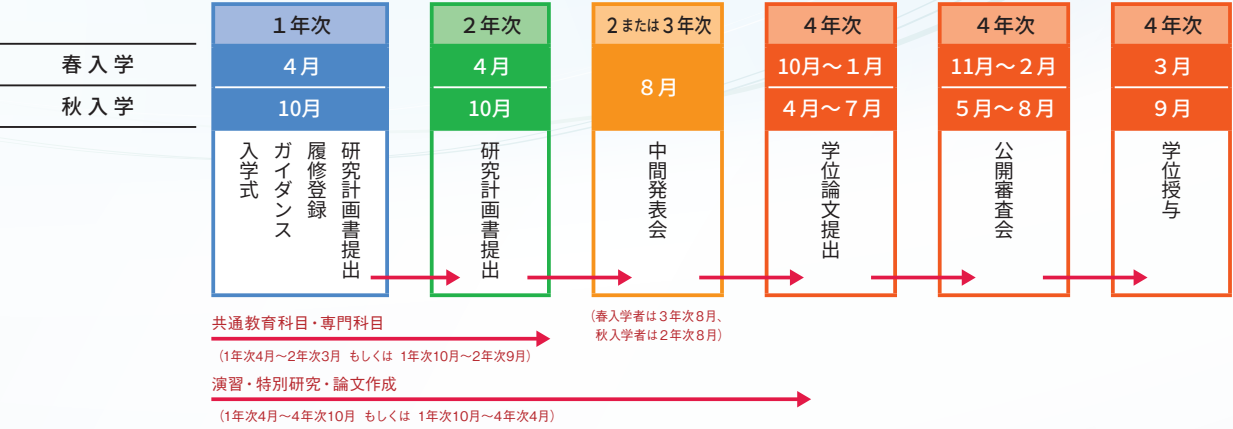 1年次
2年次
2または3年次
4年次
4年次
4年次
春入学
4月
4月
8月
10月～1月
11月～2月
3月
秋入学
10月
10月
4月～7月
5月～8月
9月
入学式
ガイダンス
履修登録
研究計画書提出
研究計画書提出
中間発表会
学位論文提出
公開審査会
学位授与
（春入学者は3年次8月、
秋入学者は2年次8月）
共通教育科目・専門科目
（1年次4月～2年次3月 もしくは 1年次10月～2年次9月）
演習・特別研究・論文作成
（1年次4月～4年次10月 もしくは 1年次10月～4年次4月）